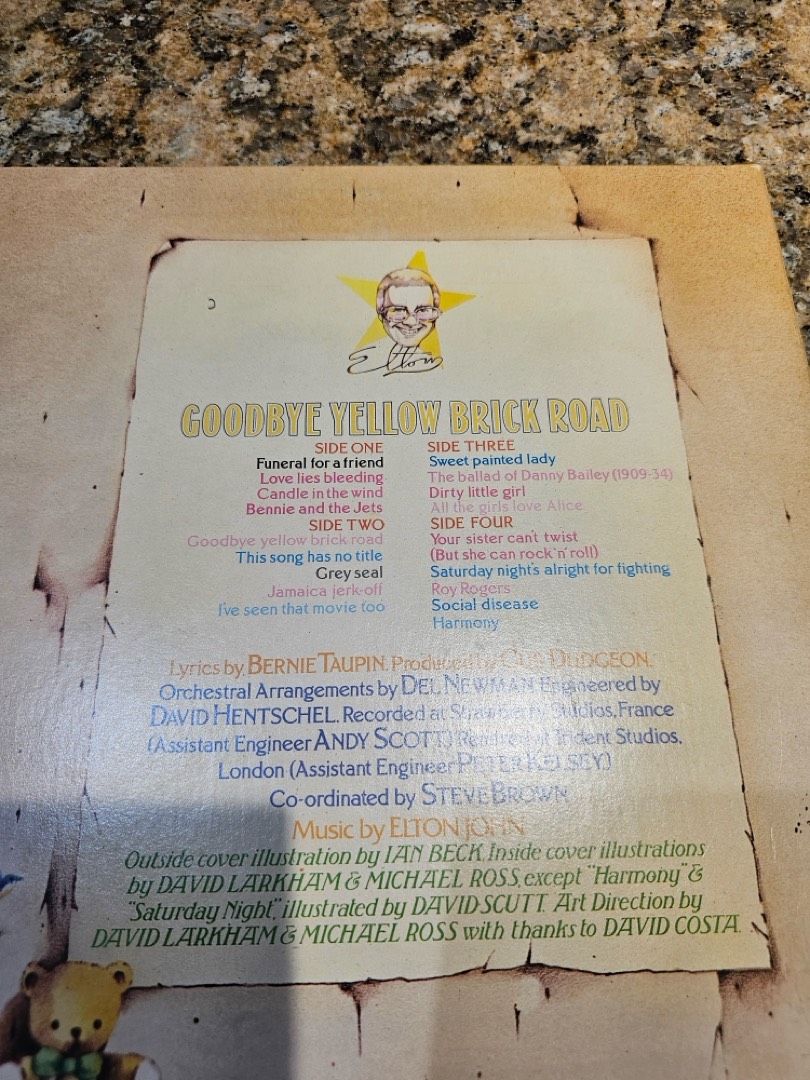 Elton
GOODBYE YELLOW BRICK ROAD
SIDE ONE
Funeral for a friend
Love lies bleeding
Candle in the wind
Bennie and the Jets
SIDE TWO
Goodbye yellow brick road
This song has no title
Grey seal
Jamaica jerk-off
I've seen that movie too
SIDE THREE
Sweet painted lady
The ballad of Danny Bailey (1909-34)
Dirty little girl
All the girls love Alice
SIDE FOUR
Your sister can't twist
(But she can rock 'n' roll)
Saturday night's alright for fighting
Roy Rogers
Social disease
Harmony
Lyrics by BERNIE TAUPIN. Produced by GUS DUDGEON.
Orchestral Arrangements by DEL NEWMAN Engineered by
DAVID HENTSCHEL. Recorded at Strawberry Studios, France
(Assistant Engineer ANDY SCOTT) Remixed at Trident Studios,
London (Assistant Engineer PETER KELSEY)
Co-ordinated by STEVE BROWN
Music by ELTON JOHN
Outside cover illustration by IAN BECK. Inside cover illustrations
by DAVID LARKHAM & MICHAEL ROSS, except "Harmony" &
"Saturday Night," illustrated by DAVID SCUTT. Art Direction by
DAVID LARKHAM & MICHAEL ROSS with thanks to DAVID COSTA.